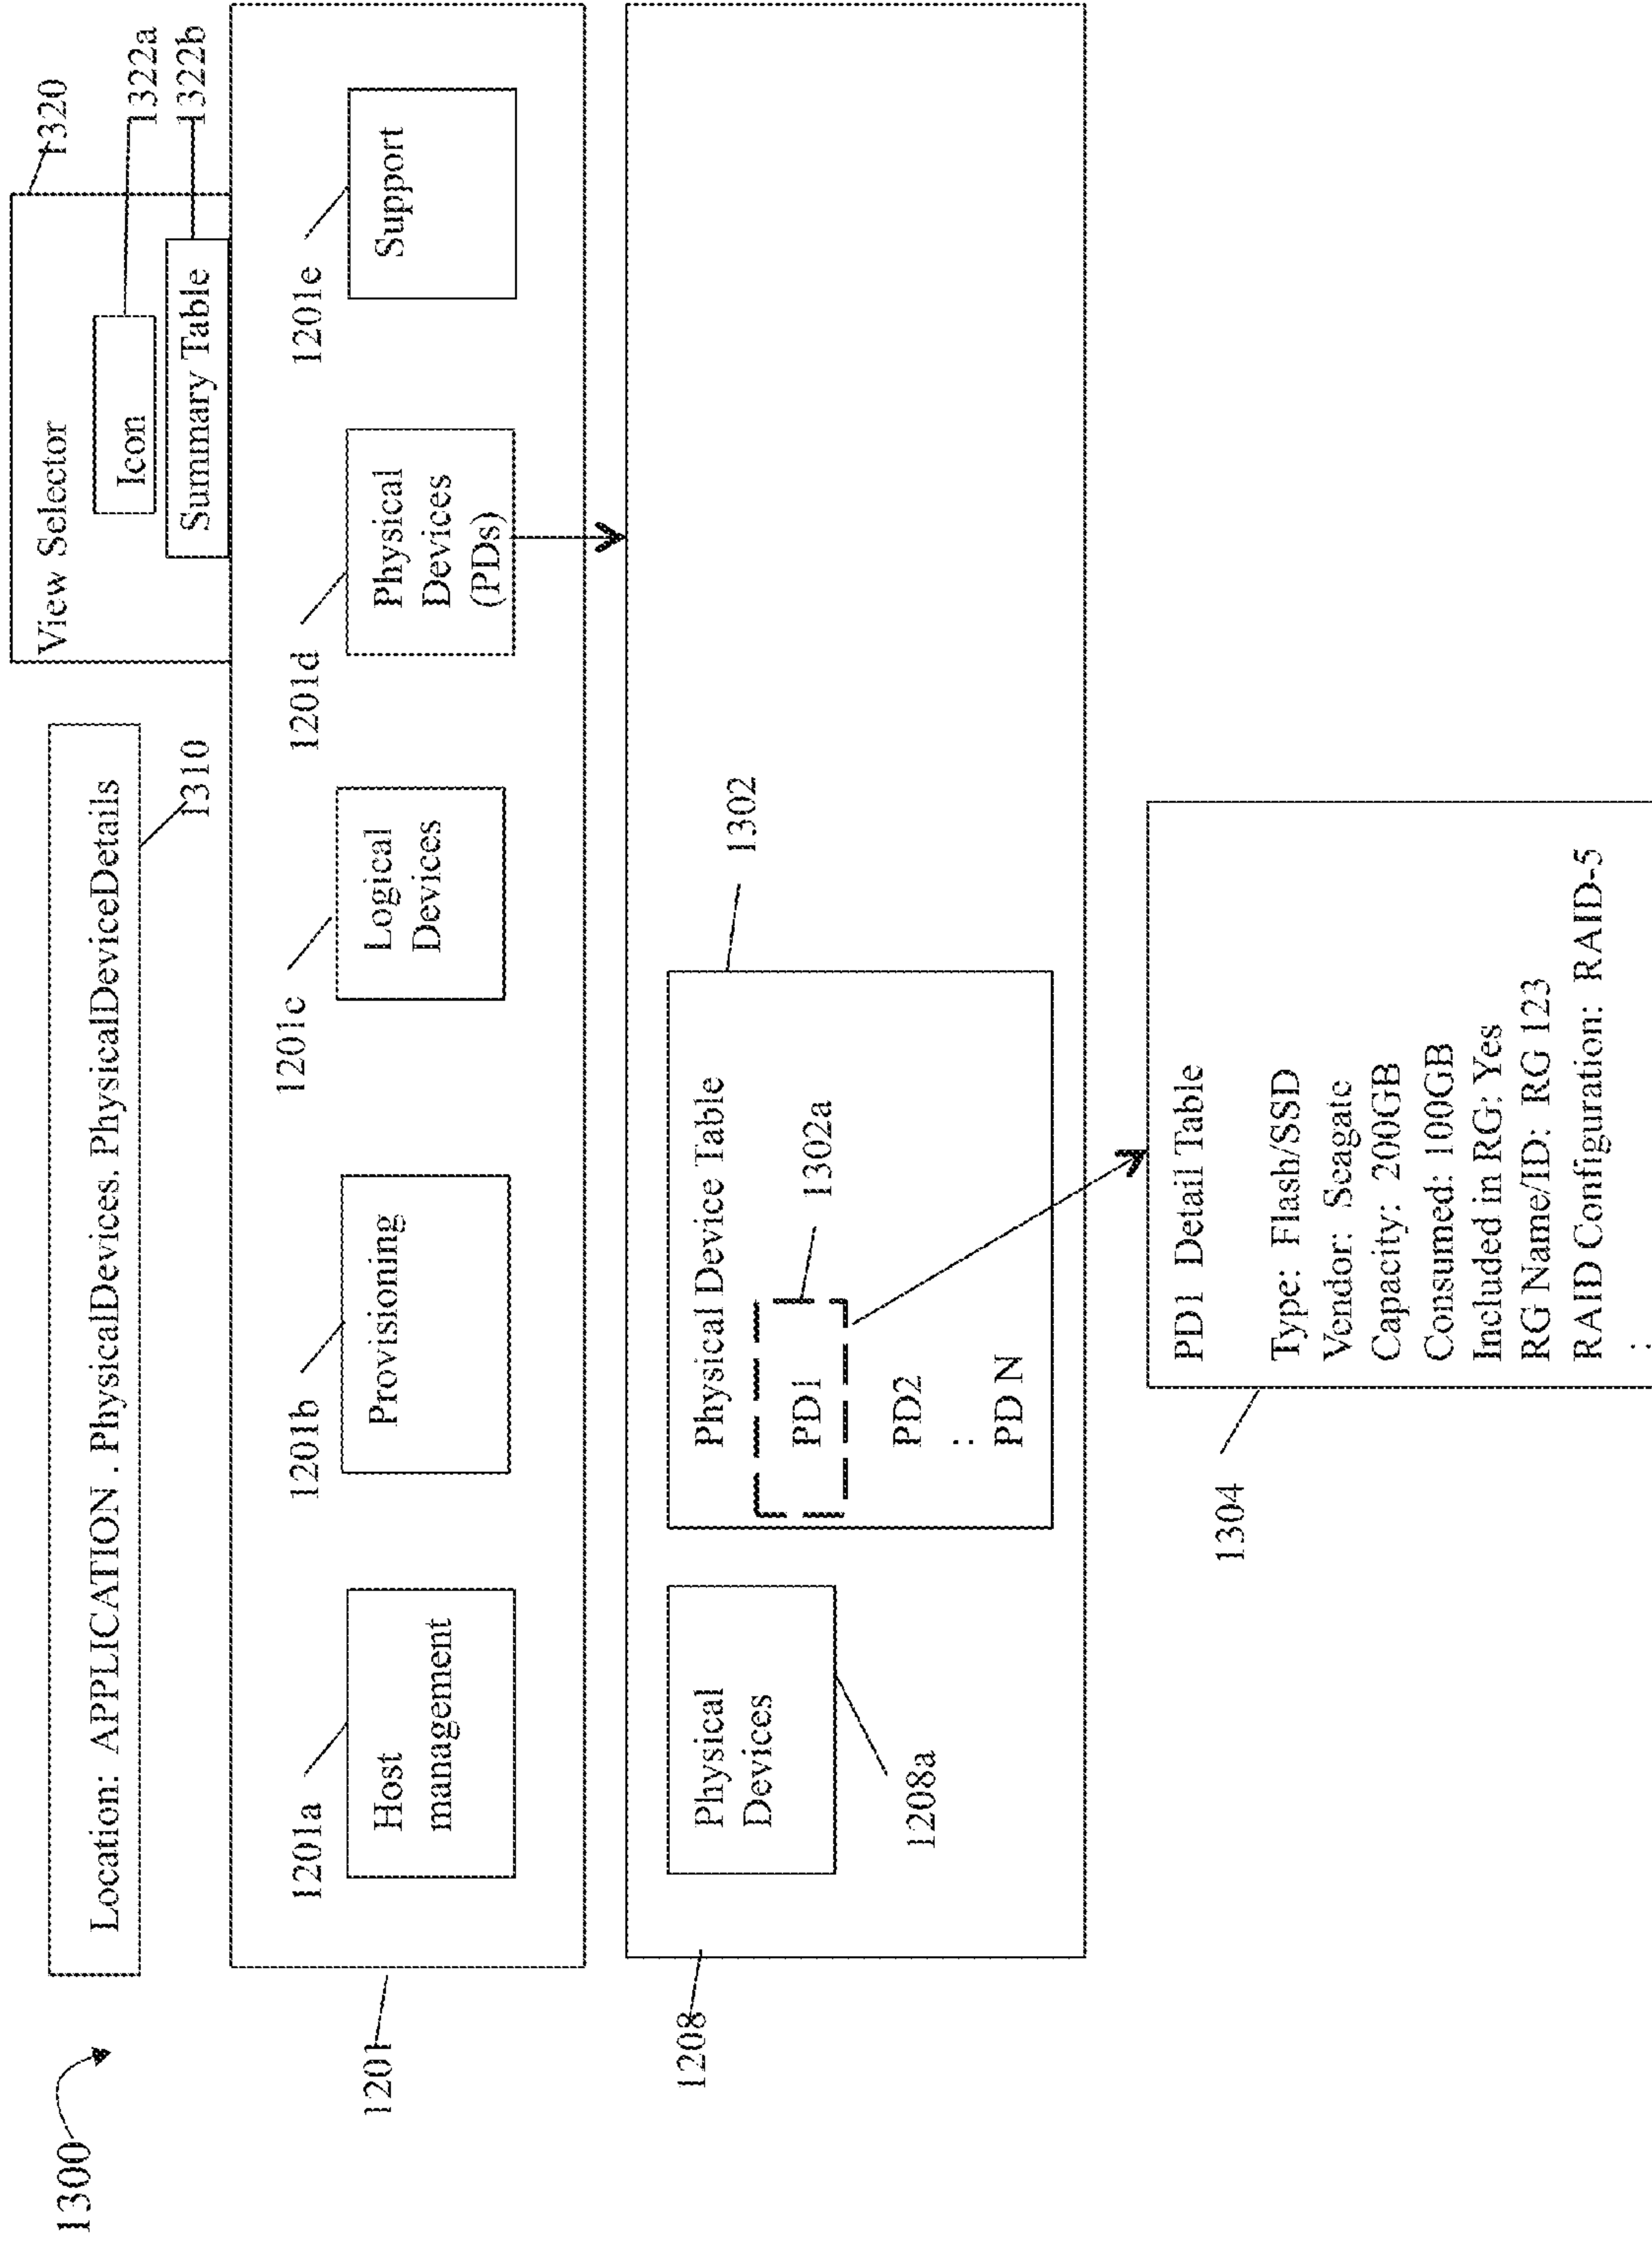 1300
Location: APPLICATION . PhysicalDevices. PhysicalDeviceDetails
1310
View Selector
Icon
Summary Table
1320
1322a
1322b
1201
1201a
Host
management
1201b
Provisioning
1201c
Logical
Devices
1201d
Physical
Devices
(PDs)
1201e
Support
1208
Physical
Devices
1208a
Physical Device Table
PD1
PD2
:
PD N
1302a
1302
1304
PD1 Detail Table
Type: Flash/SSD
Vendor: Seagate
Capacity: 200GB
Consumed: 100GB
Included in RG: Yes
RG Name/ID: RG 123
RAID Configuration: RAID-5
: